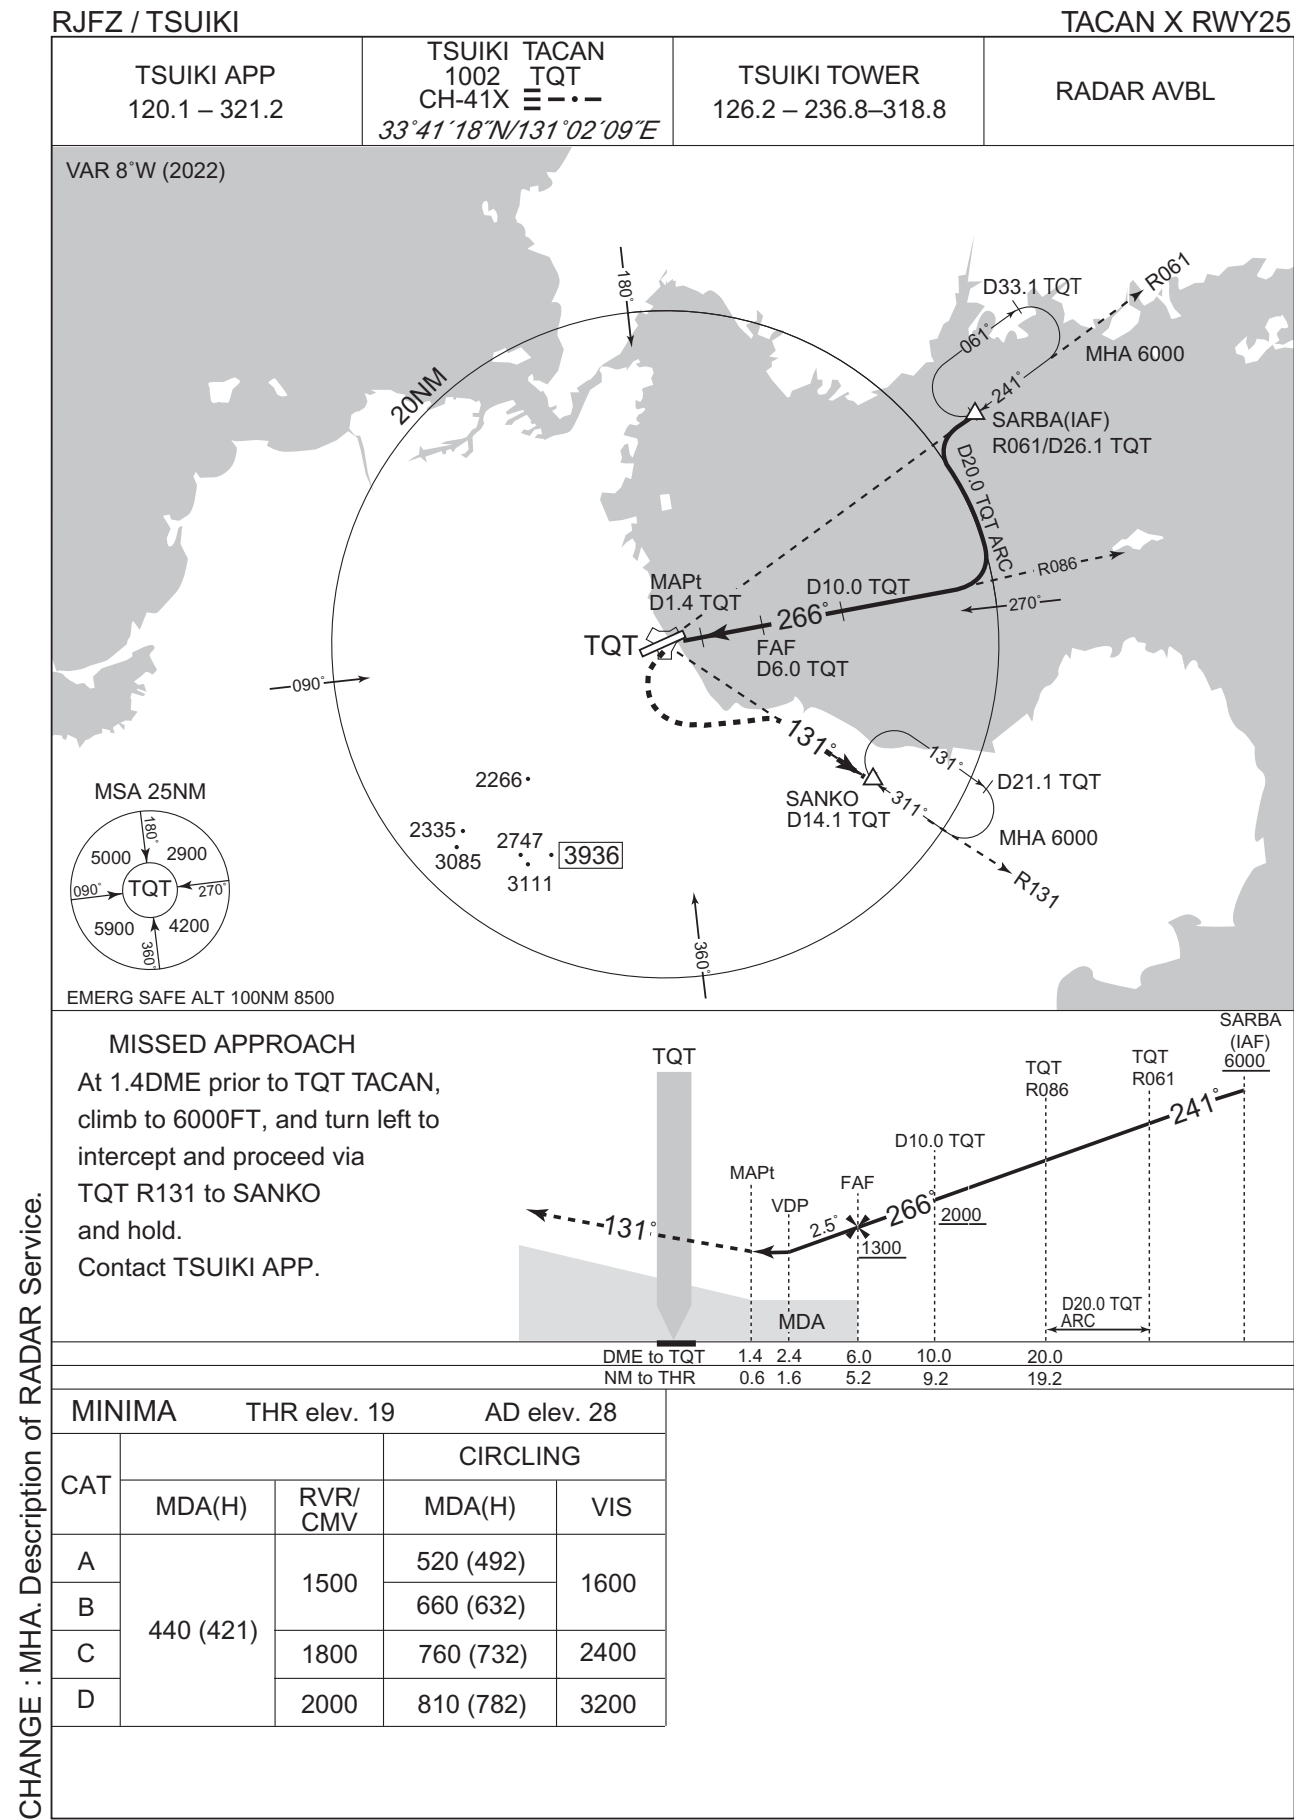 RJFZ / TSUIKI
TACAN X RWY25
TSUIKI APP
120.1 – 321.2
TSUIKI TACAN
1002 TQT
CH-41X
33°41´18˝N/131°02´09˝E
TSUIKI TOWER
126.2 – 236.8–318.8
RADAR AVBL
VAR 8°W (2022)
180°
20NM
D33.1 TQT
R061
061°
MHA 6000
241°
SARBA(IAF)
R061/D26.1 TQT
D20.0 TQT ARC
R086
270°
MAPt
D1.4 TQT
D10.0 TQT
266°
TQT
FAF
D6.0 TQT
090°
131°
131°
D21.1 TQT
SANKO
D14.1 TQT
311°
MHA 6000
R131
2266
2335
3085
2747
3936
3111
360°
MSA 25NM
180°
5000
2900
090°
TQT
270°
5900
4200
360°
EMERG SAFE ALT 100NM 8500
MISSED APPROACH
At 1.4DME prior to TQT TACAN,
climb to 6000FT, and turn left to
intercept and proceed via
TQT R131 to SANKO
and hold.
Contact TSUIKI APP.
TQT
SARBA
(IAF)
6000
TQT
R061
TQT
R086
241°
D10.0 TQT
MAPt
FAF
VDP
2.5°
266°
2000
131°
1300
D20.0 TQT
ARC
MDA
DME to TQT 1.4 2.4 6.0 10.0 20.0
NM to THR 0.6 1.6 5.2 9.2 19.2
MINIMA THR elev. 19 AD elev. 28
CAT
CIRCLING
MDA(H)
RVR/
CMV
MDA(H)
VIS
A
520 (492)
1500
1600
B
660 (632)
440 (421)
C
1800
760 (732)
2400
D
2000
810 (782)
3200
CHANGE : MHA. Description of RADAR Service.